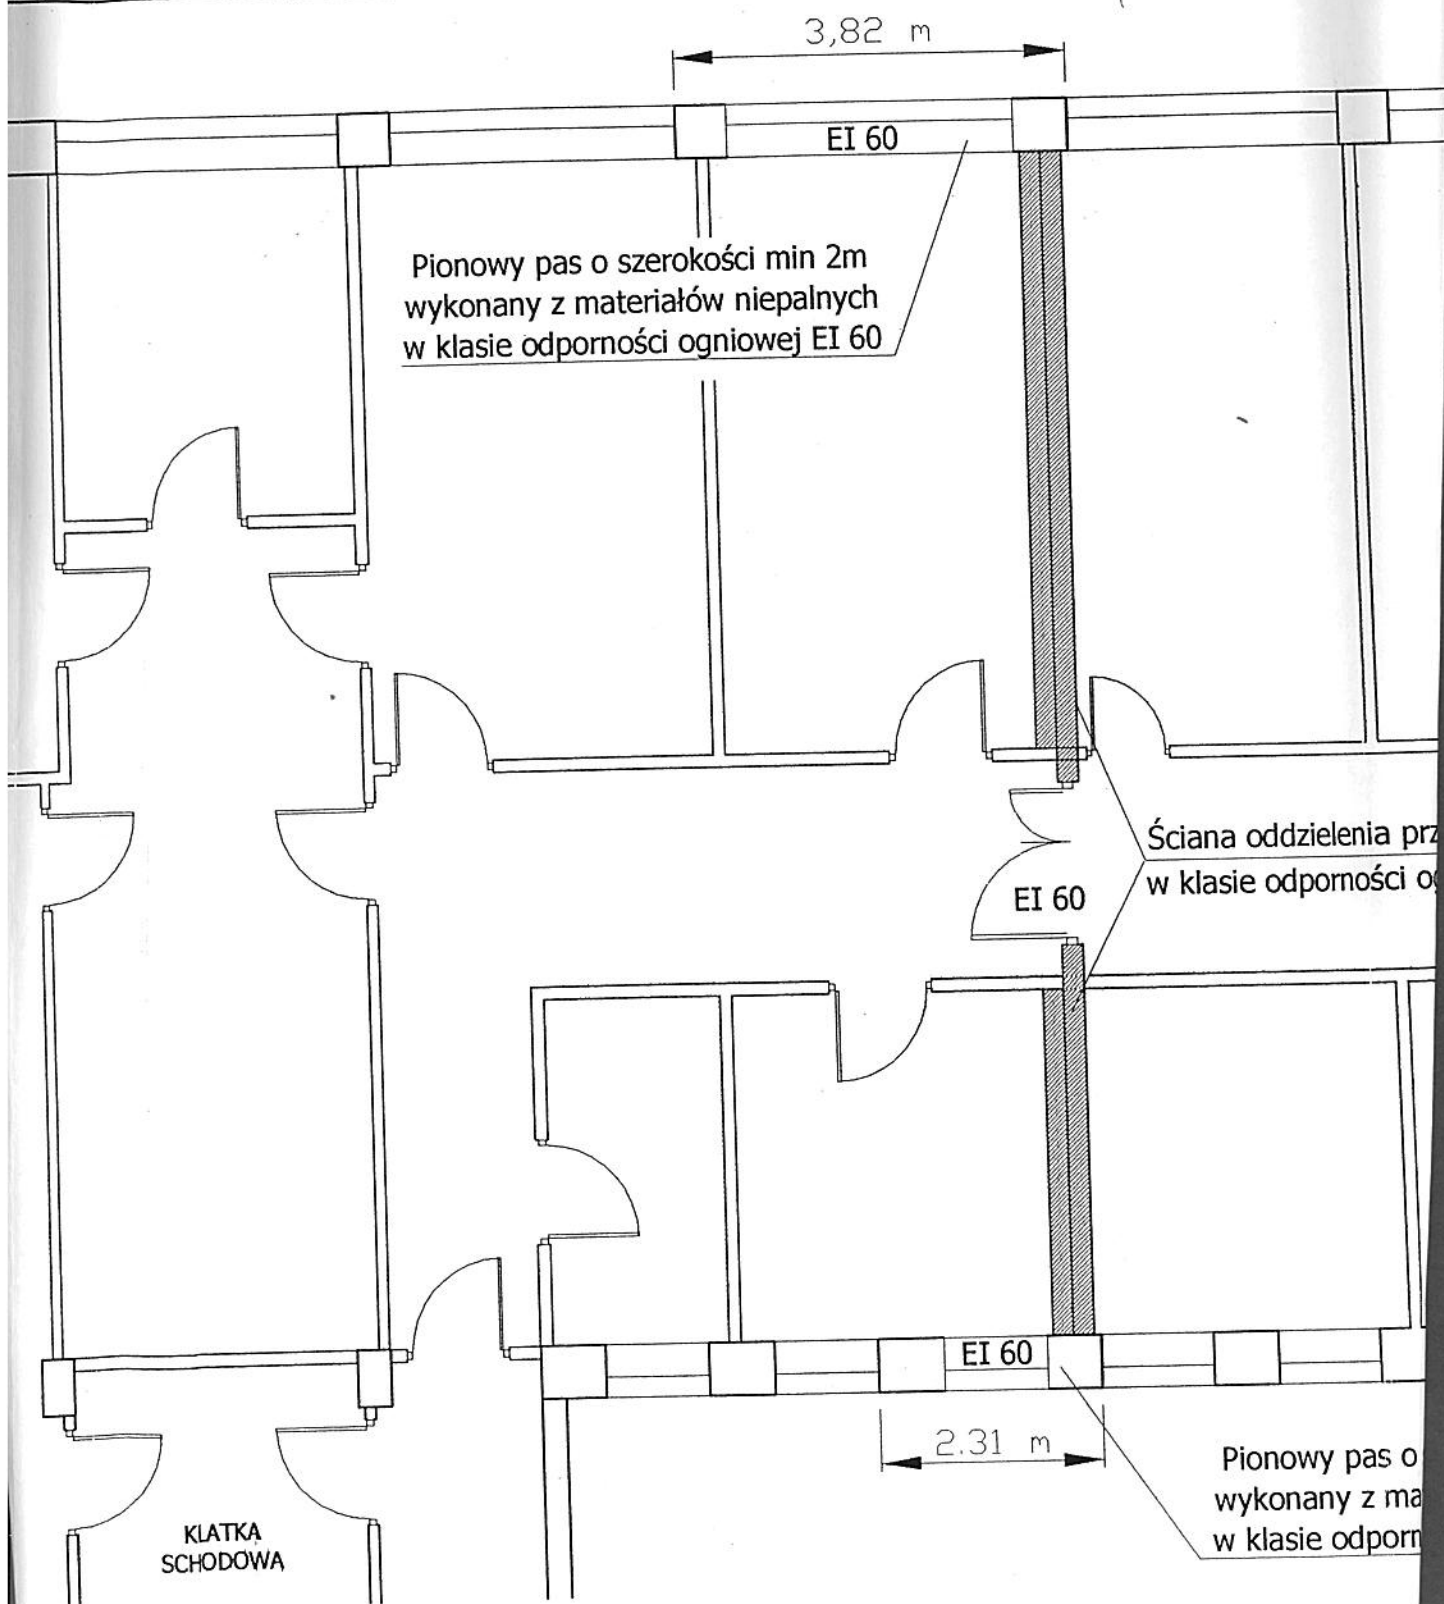 3,82 m
EI 60
Pionowy pas o szerokości min 2m
wykonany z materiałów niepalnych
w klasie odporności ogniowej EI 60
Ściana oddzielenia
w klasie odporności
EI 60
EI 60
2.31 m
Pionowy pas o
wykonany z
w klasie
KLATKA
SCHODOWA